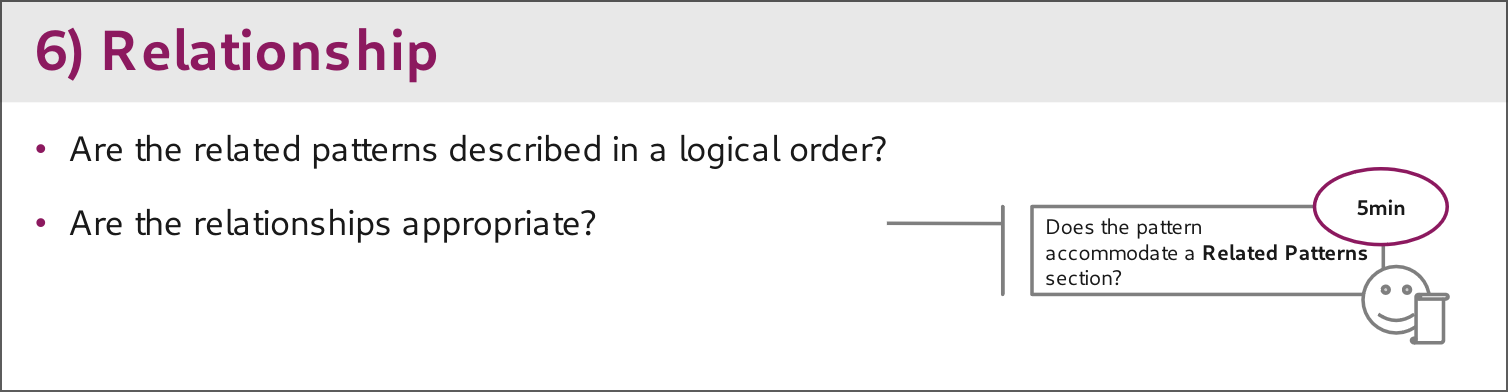 6) Relationship
• Are the related patterns described in a logical order?
• Are the relationships appropriate?
5min
Does the pattern
accommodate a Related Patterns
section?